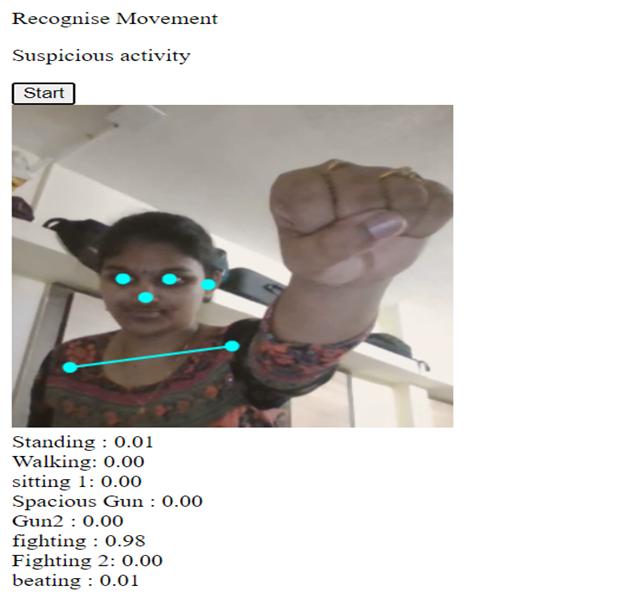 Recognise Movement
Suspicious activity
Start
Standing : 0.01
Walking: 0.00
sitting 1: 0.00
Spacious Gun : 0.00
Gun2 : 0.00
fighting : 0.98
Fighting 2: 0.00
beating : 0.01